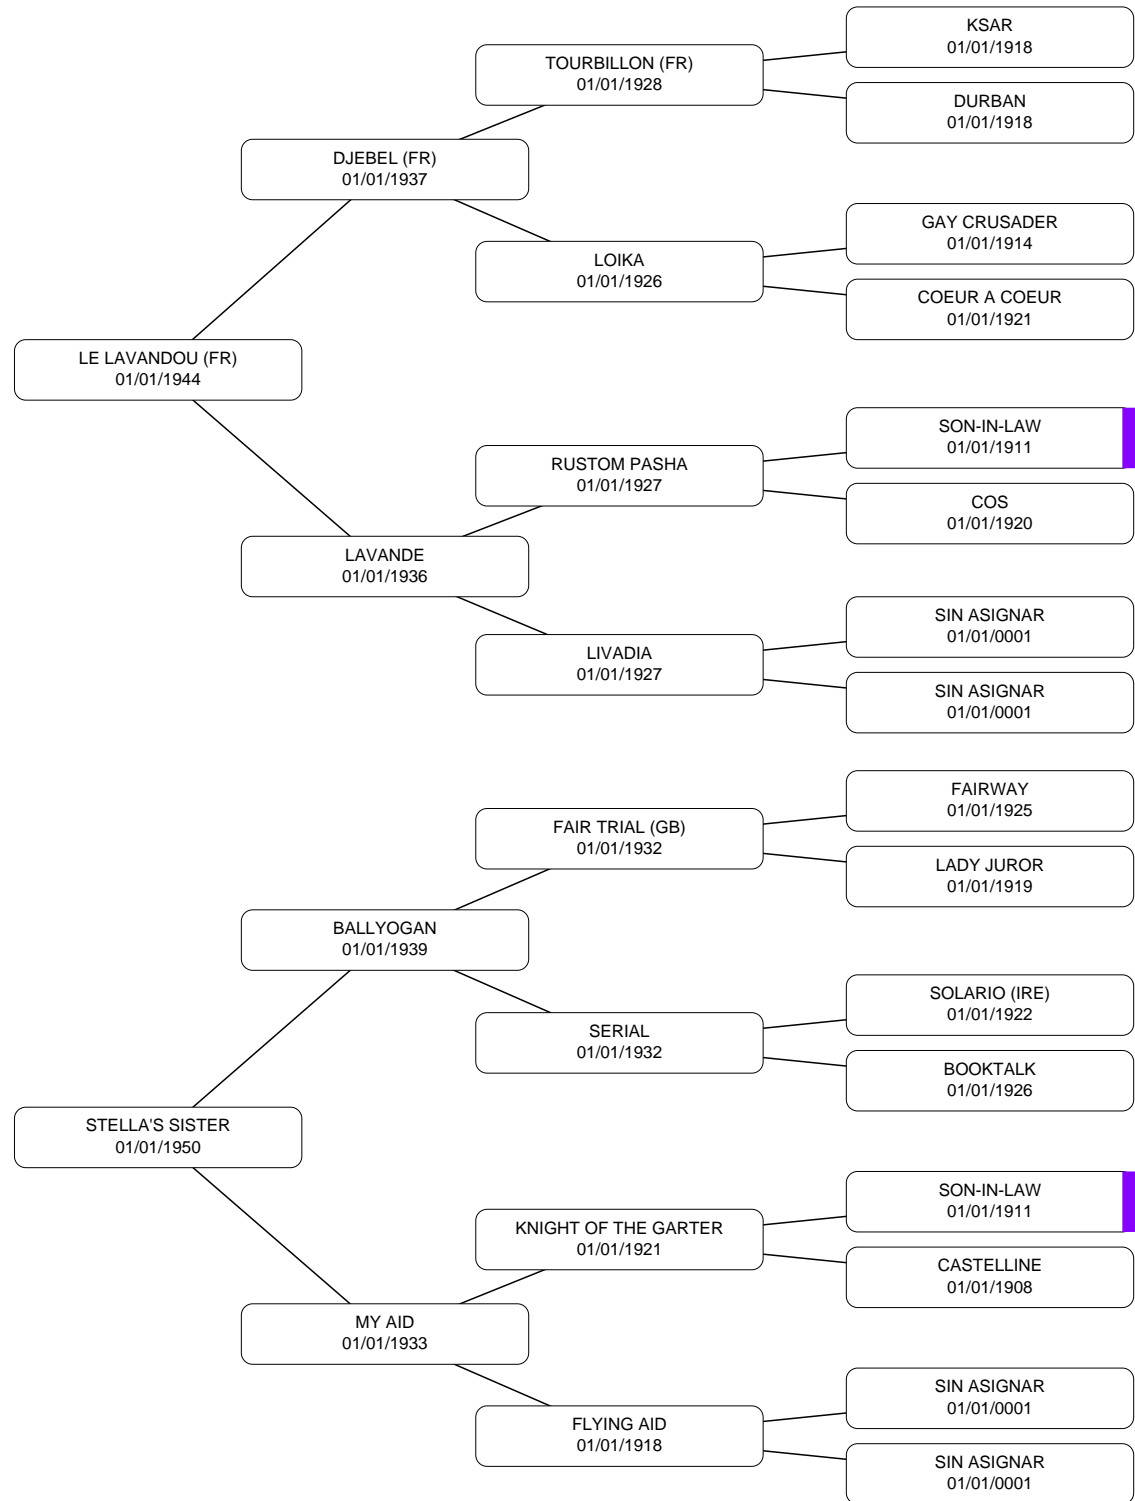 KSAR
01/01/1918
TOURBILLON (FR)
01/01/1928
DURBAN
01/01/1918
DJEBEL (FR)
01/01/1937
GAY CRUSADER
01/01/1914
LOIKA
01/01/1926
COEUR A COEUR
01/01/1921
LE LAVANDOU (FR)
01/01/1944
SON-IN-LAW
01/01/1911
RUSTOM PASHA
01/01/1927
COS
01/01/1920
LAVANDE
01/01/1936
SIN ASIGNAR
01/01/0001
LIVADIA
01/01/1927
SIN ASIGNAR
01/01/0001
FAIRWAY
01/01/1925
FAIR TRIAL (GB)
01/01/1932
LADY JUROR
01/01/1919
BALLYOGAN
01/01/1939
SOLARIO (IRE)
01/01/1922
SERIAL
01/01/1932
BOOKTALK
01/01/1926
STELLA'S SISTER
01/01/1950
SON-IN-LAW
01/01/1911
KNIGHT OF THE GARTER
01/01/1921
CASTELLINE
01/01/1908
MY AID
01/01/1933
SIN ASIGNAR
01/01/0001
FLYING AID
01/01/1918
SIN ASIGNAR
01/01/0001